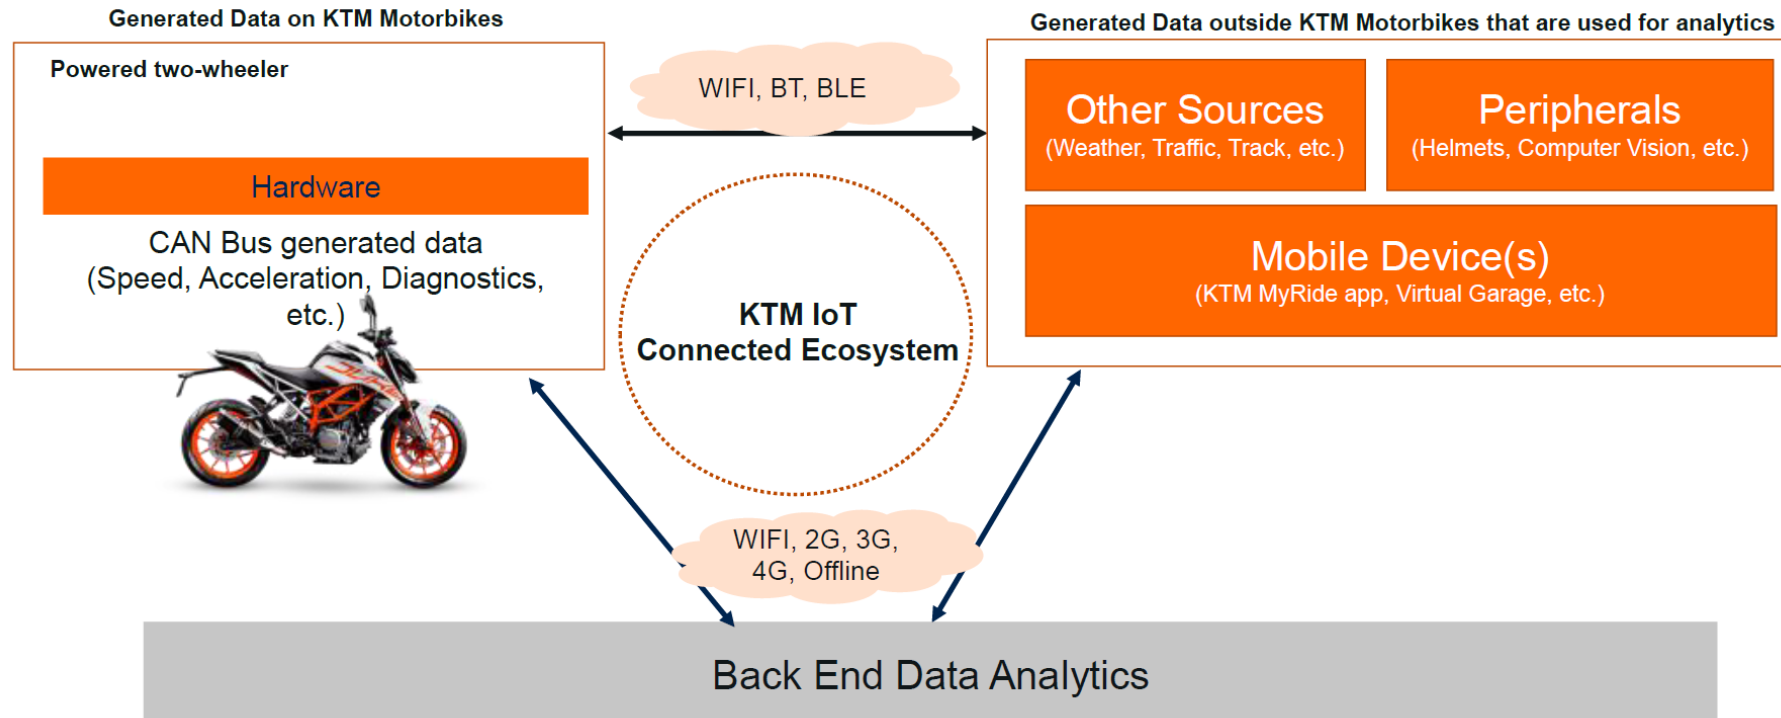 Generated Data on KTM Motorbikes
Powered two-wheeler
Hardware
CAN Bus generated data
(Speed, Acceleration, Diagnostics,
etc.)
DUKE
WIFI, BT, BLE
KTM IoT
Connected Ecosystem
Generated Data outside KTM Motorbikes that are used for analytics
Other Sources
(Weather, Traffic, Track, etc.)
Peripherals
(Helmets, Computer Vision, etc.)
Mobile Device(s)
(KTM MyRide app, Virtual Garage, etc.)
WIFI, 2G, 3G,
4G, Offline
Back End Data Analytics